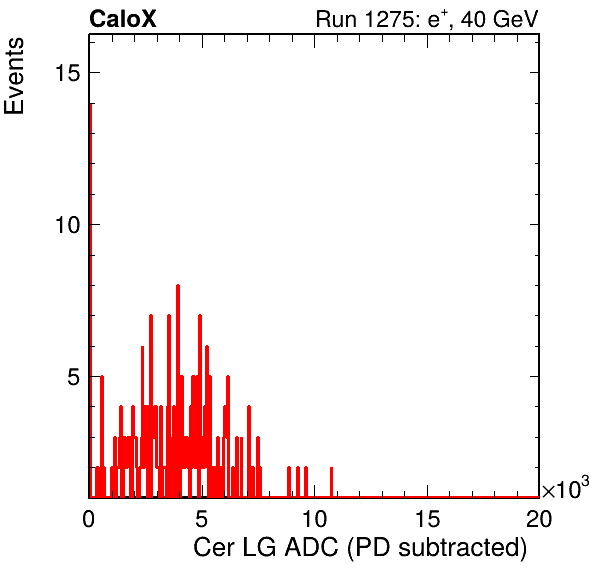 CaloX Run 1275: e⁺, 40 GeV
Events
15
10
5
0 5 10 15 20 ×10³
Cer LG ADC (PD subtracted)